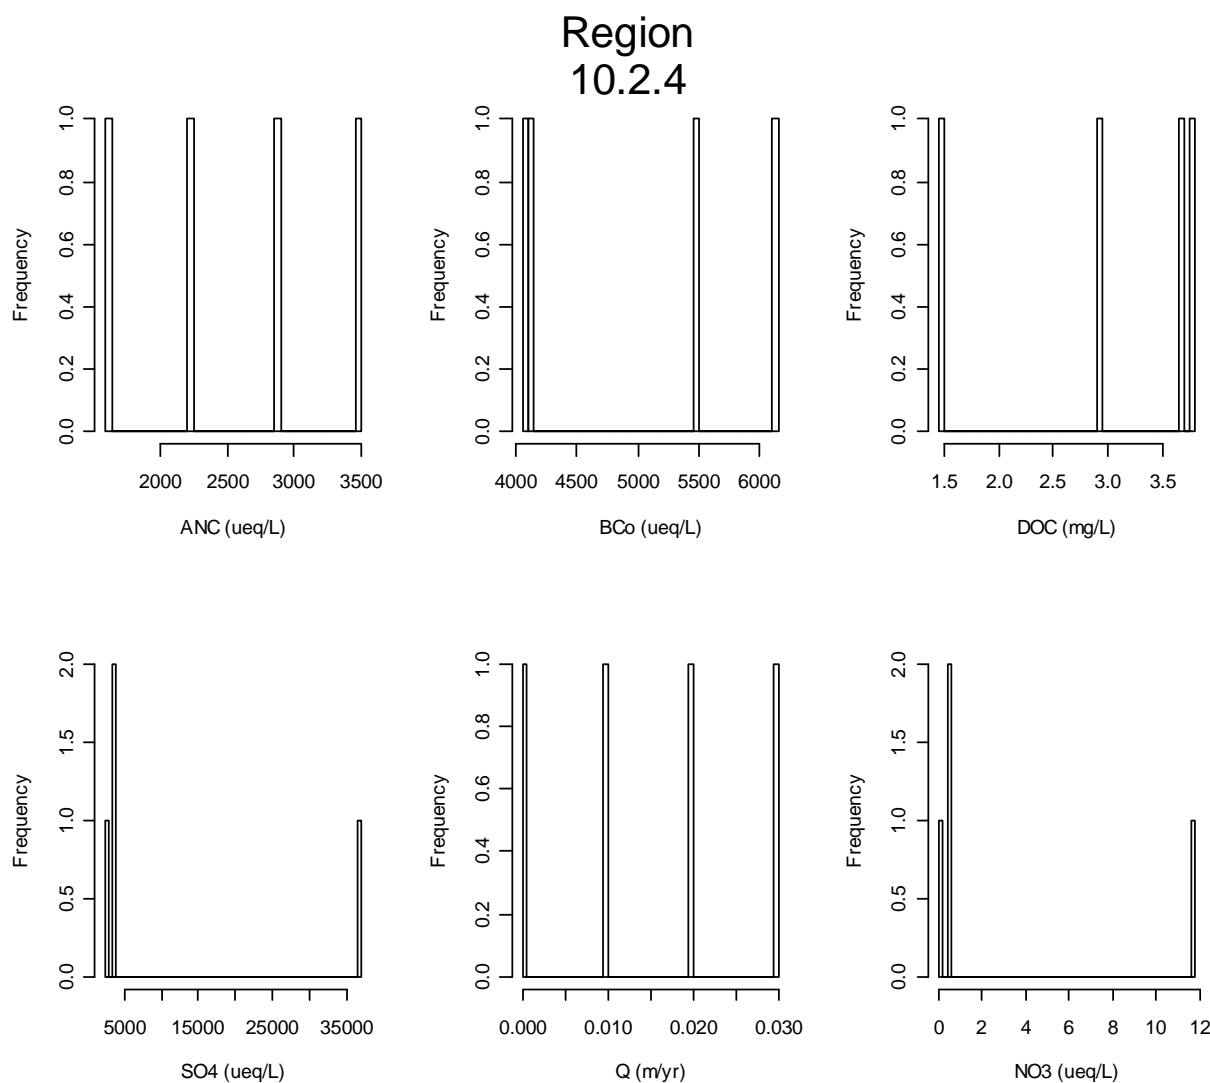 Region
10.2.4
Frequency
0.0 0.2 0.4 0.6 0.8 1.0
2000 2500 3000 3500
ANC (ueq/L)
Frequency
0.0 0.2 0.4 0.6 0.8 1.0
4000 4500 5000 5500 6000
BCo (ueq/L)
Frequency
0.0 0.2 0.4 0.6 0.8 1.0
1.5 2.0 2.5 3.0 3.5
DOC (mg/L)
Frequency
0.0 0.5 1.0 1.5 2.0
5000 15000 25000 35000
SO4 (ueq/L)
Frequency
0.0 0.2 0.4 0.6 0.8 1.0
0.000 0.010 0.020 0.030
Q (m/yr)
Frequency
0.0 0.5 1.0 1.5 2.0
0 2 4 6 8 10 12
NO3 (ueq/L)